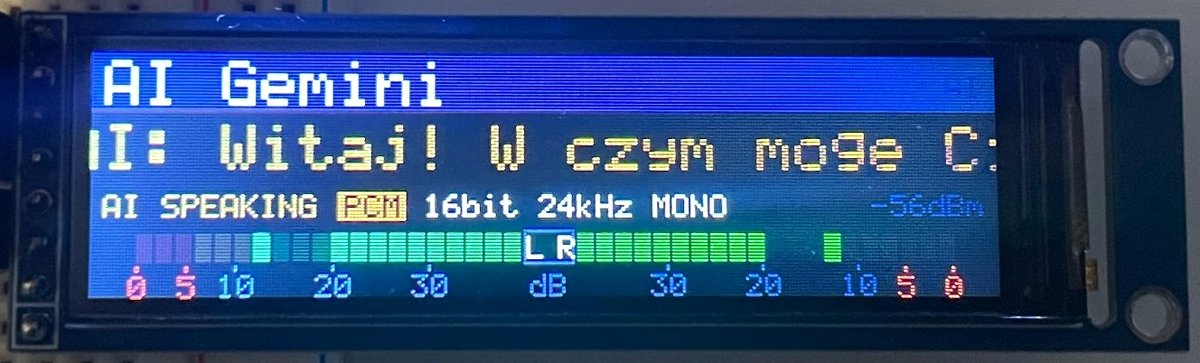 AI Gemini
I: Witaj! W czym moge C
AI SPEAKING PCM 16bit 24kHz MONO -56dBm
L R
0 5 10 20 30 dB 30 20 10 5 0